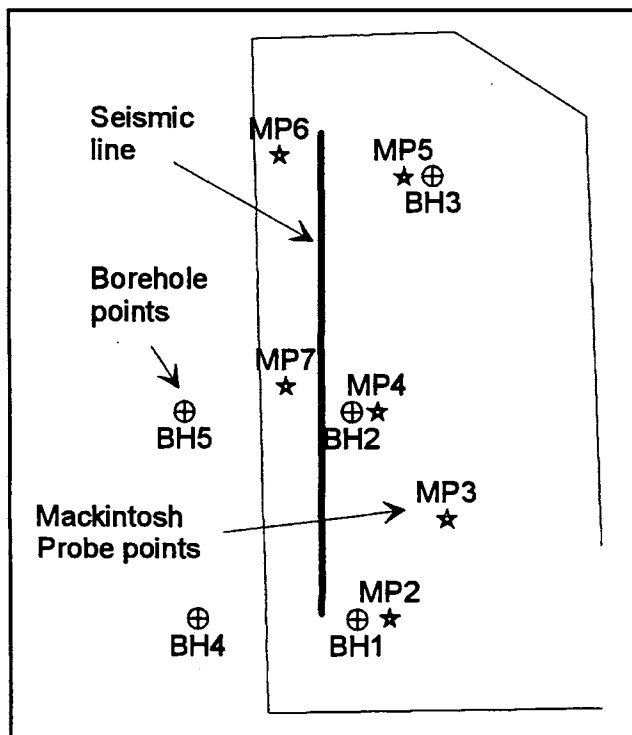 Seismic
line
MP6
MP5
BH3
Borehole
points
MP7
MP4
BH5
BH2
MP3
Mackintosh
Probe points
MP2
BH4
BH1